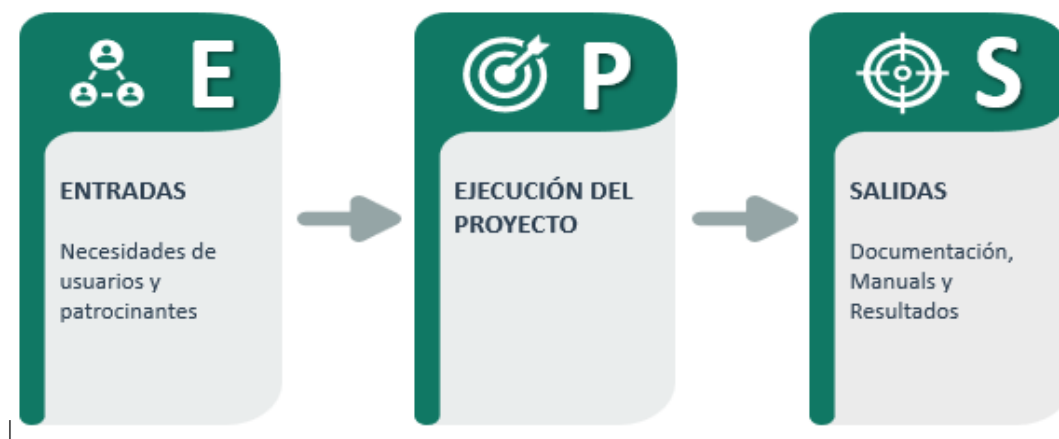 E
ENTRADAS
Necesidades de
usuarios y
patrocinantes
P
EJECUCIÓN DEL
PROYECTO
S
SALIDAS
Documentación,
Manuals y
Resultados